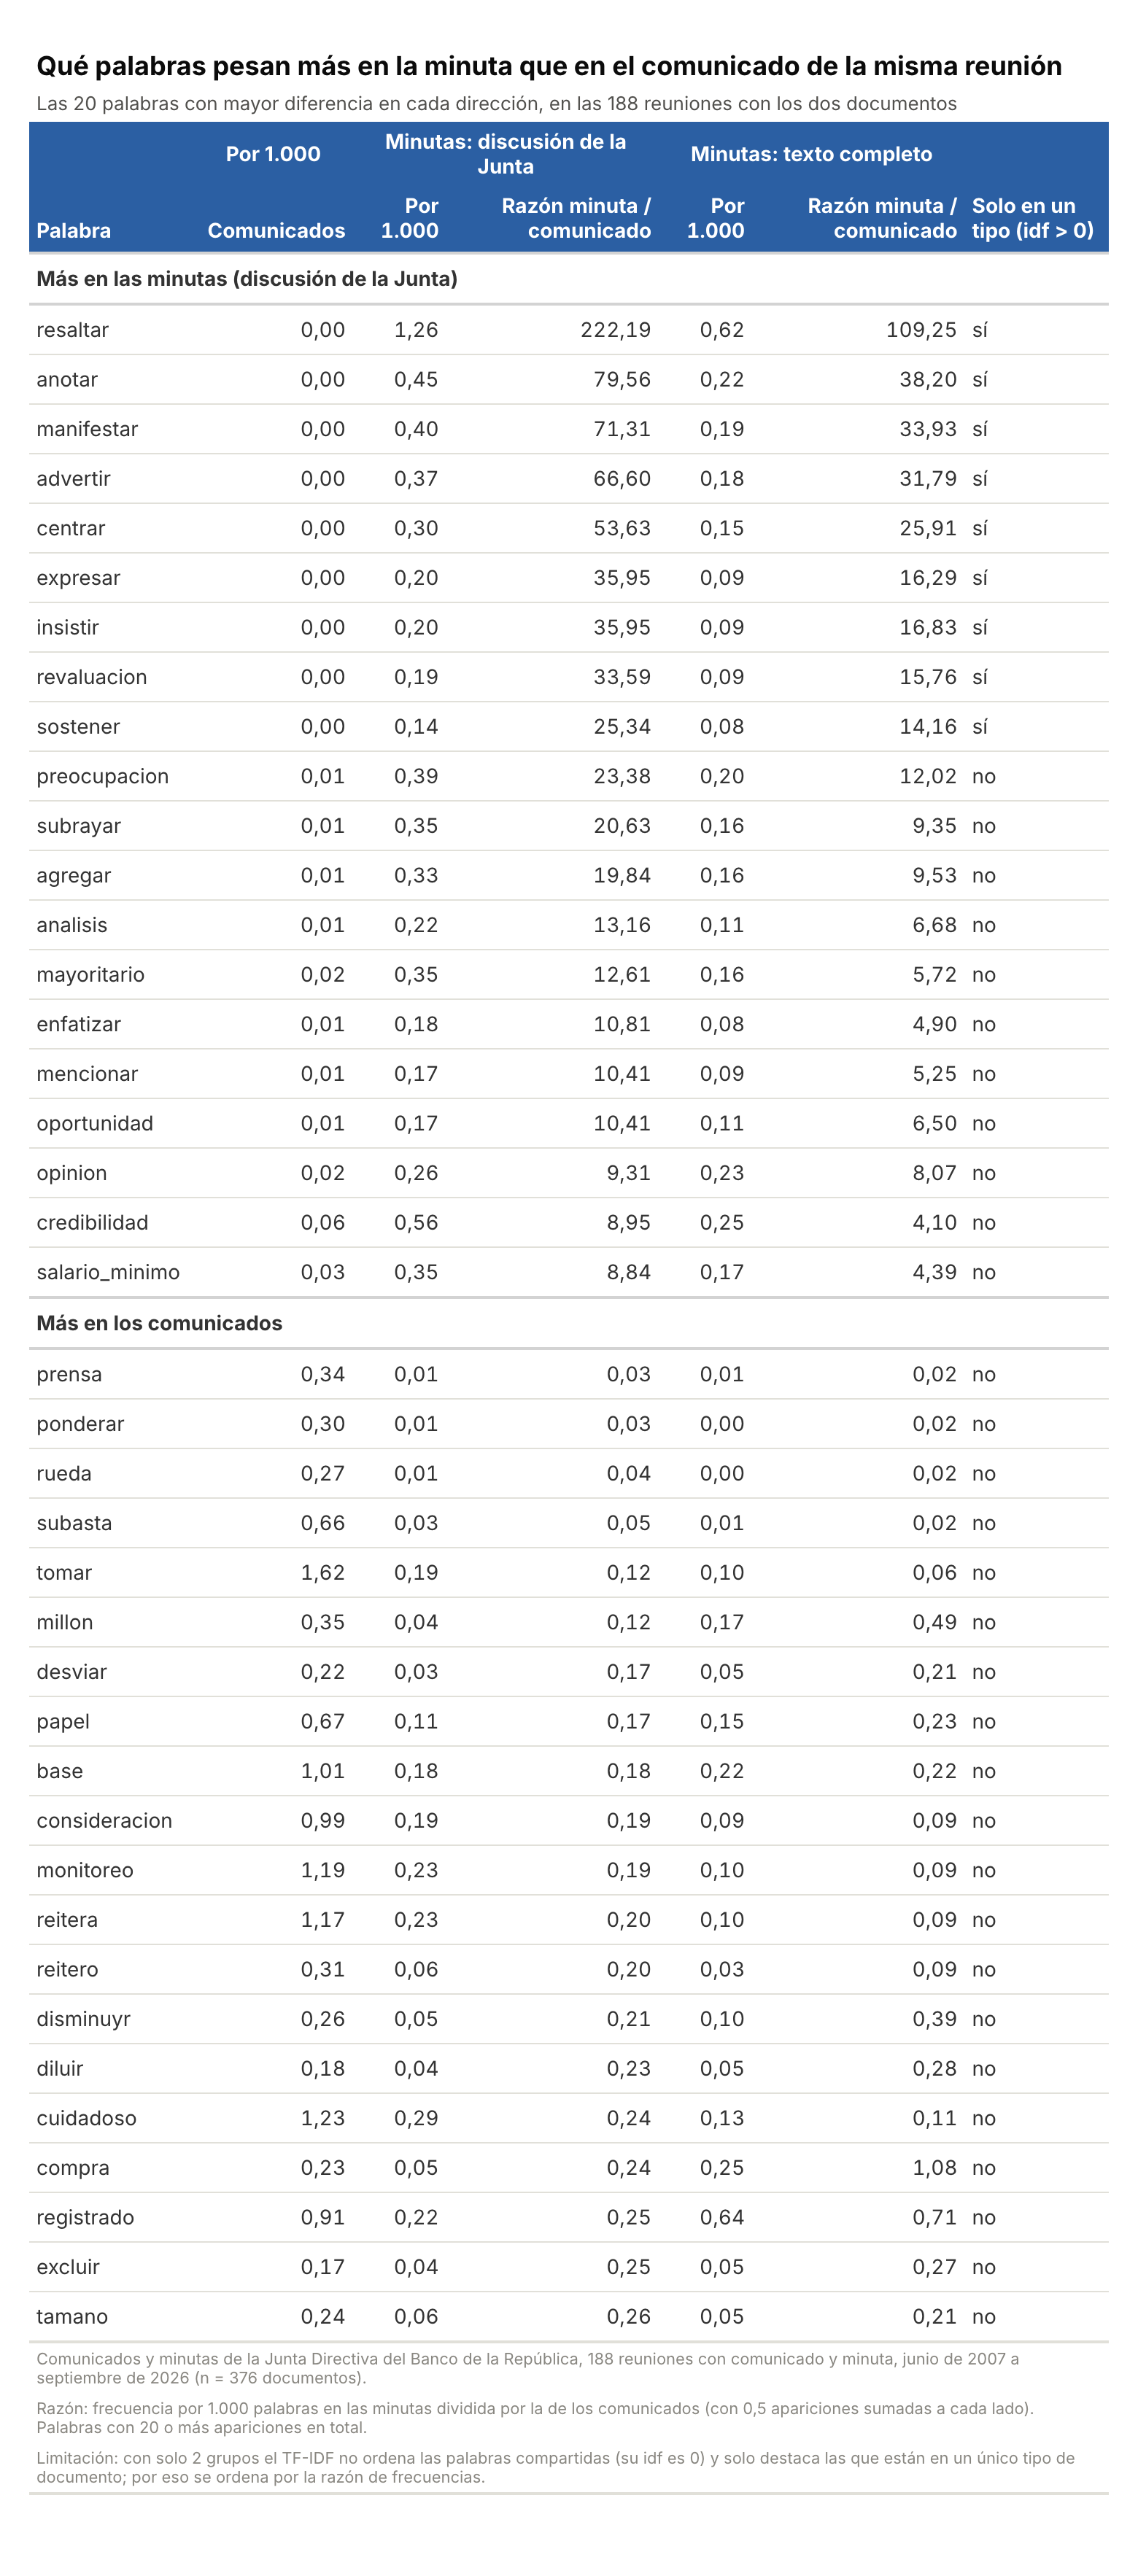 Qué palabras pesan más en la minuta que en el comunicado de la misma reunión
Las 20 palabras con mayor diferencia en cada dirección, en las 188 reuniones con los dos documentos
Por 1.000 Minutas: discusión de la Junta Minutas: texto completo
Palabra Comunicados Por 1.000 Razón minuta / comunicado Por 1.000 Razón minuta / comunicado Solo en un tipo (idf > 0)
Más en las minutas (discusión de la Junta)
resaltar 0,00 1,26 222,19 0,62 109,25 sí
anotar 0,00 0,45 79,56 0,22 38,20 sí
manifestar 0,00 0,40 71,31 0,19 33,93 sí
advertir 0,00 0,37 66,60 0,18 31,79 sí
centrar 0,00 0,30 53,63 0,15 25,91 sí
expresar 0,00 0,20 35,95 0,09 16,29 sí
insistir 0,00 0,20 35,95 0,09 16,83 sí
revaluacion 0,00 0,19 33,59 0,09 15,76 sí
sostener 0,00 0,14 25,34 0,08 14,16 sí
preocupacion 0,01 0,39 23,38 0,20 12,02 no
subrayar 0,01 0,35 20,63 0,16 9,35 no
agregar 0,01 0,33 19,84 0,16 9,53 no
analisis 0,01 0,22 13,16 0,11 6,68 no
mayoritario 0,02 0,35 12,61 0,16 5,72 no
enfatizar 0,01 0,18 10,81 0,08 4,90 no
mencionar 0,01 0,17 10,41 0,09 5,25 no
oportunidad 0,01 0,17 10,41 0,11 6,50 no
opinion 0,02 0,26 9,31 0,23 8,07 no
credibilidad 0,06 0,56 8,95 0,25 4,10 no
salario_minimo 0,03 0,35 8,84 0,17 4,39 no
Más en los comunicados
prensa 0,34 0,01 0,03 0,01 0,02 no
ponderar 0,30 0,01 0,03 0,00 0,02 no
rueda 0,27 0,01 0,04 0,00 0,02 no
subasta 0,66 0,03 0,05 0,01 0,02 no
tomar 1,62 0,19 0,12 0,10 0,06 no
millon 0,35 0,04 0,12 0,17 0,49 no
desviar 0,22 0,03 0,17 0,05 0,21 no
papel 0,67 0,11 0,17 0,15 0,23 no
base 1,01 0,18 0,18 0,22 0,22 no
consideracion 0,99 0,19 0,19 0,09 0,09 no
monitoreo 1,19 0,23 0,19 0,10 0,09 no
reitera 1,17 0,23 0,20 0,10 0,09 no
reitero 0,31 0,06 0,20 0,03 0,09 no
disminuyr 0,26 0,05 0,21 0,10 0,39 no
diluir 0,18 0,04 0,23 0,05 0,28 no
cuidadoso 1,23 0,29 0,24 0,13 0,11 no
compra 0,23 0,05 0,24 0,25 1,08 no
registrado 0,91 0,22 0,25 0,64 0,71 no
excluir 0,17 0,04 0,25 0,05 0,27 no
tamano 0,24 0,06 0,26 0,05 0,21 no
Comunicados y minutas de la Junta Directiva del Banco de la República, 188 reuniones con comunicado y minuta, junio de 2007 a
septiembre de 2026 (n = 376 documentos).
Razón: frecuencia por 1.000 palabras en las minutas dividida por la de los comunicados (con 0,5 apariciones sumadas a cada lado).
Palabras con 20 o más apariciones en total.
Limitación: con solo 2 grupos el TF-IDF no ordena las palabras compartidas (su idf es 0) y solo destaca las que están en un único tipo de
documento; por eso se ordena por la razón de frecuencias.